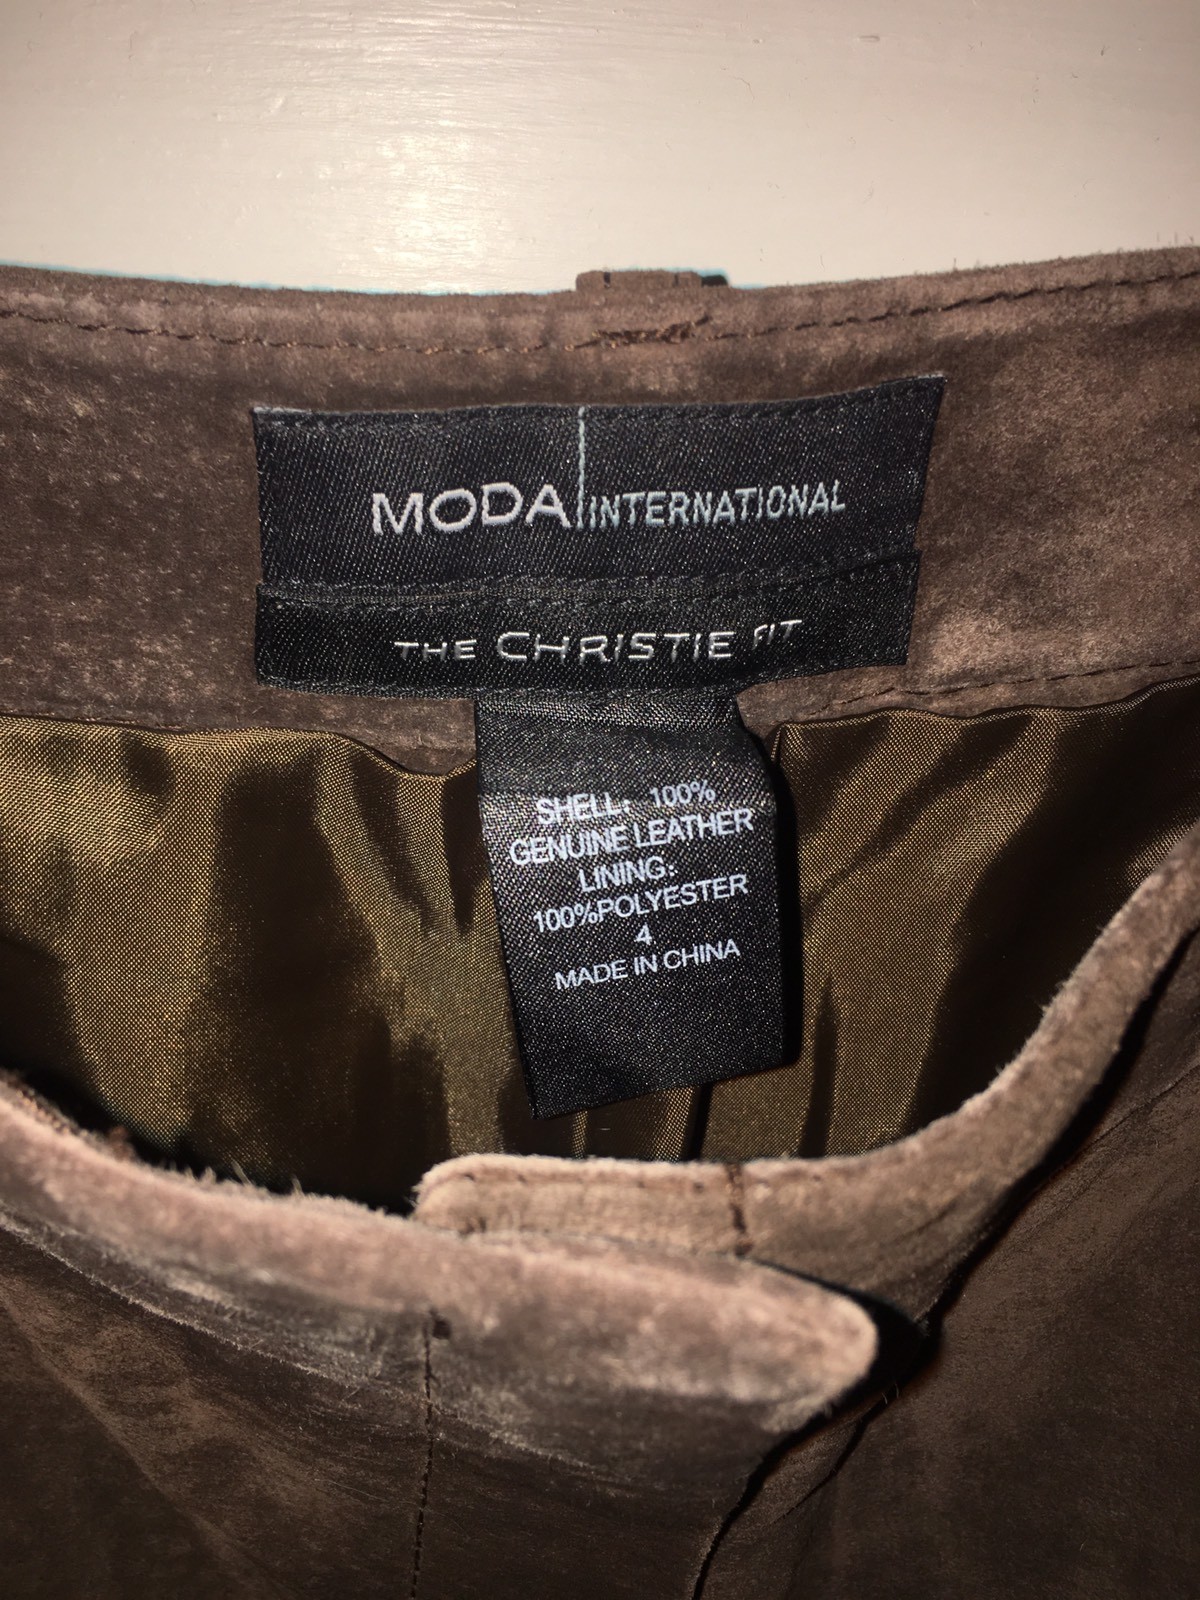 MODA INTERNATIONAL
THE CHRISTIE FIT
SHELL: 100%
GENUINE LEATHER
LINING:
100%POLYESTER
4
MADE IN CHINA